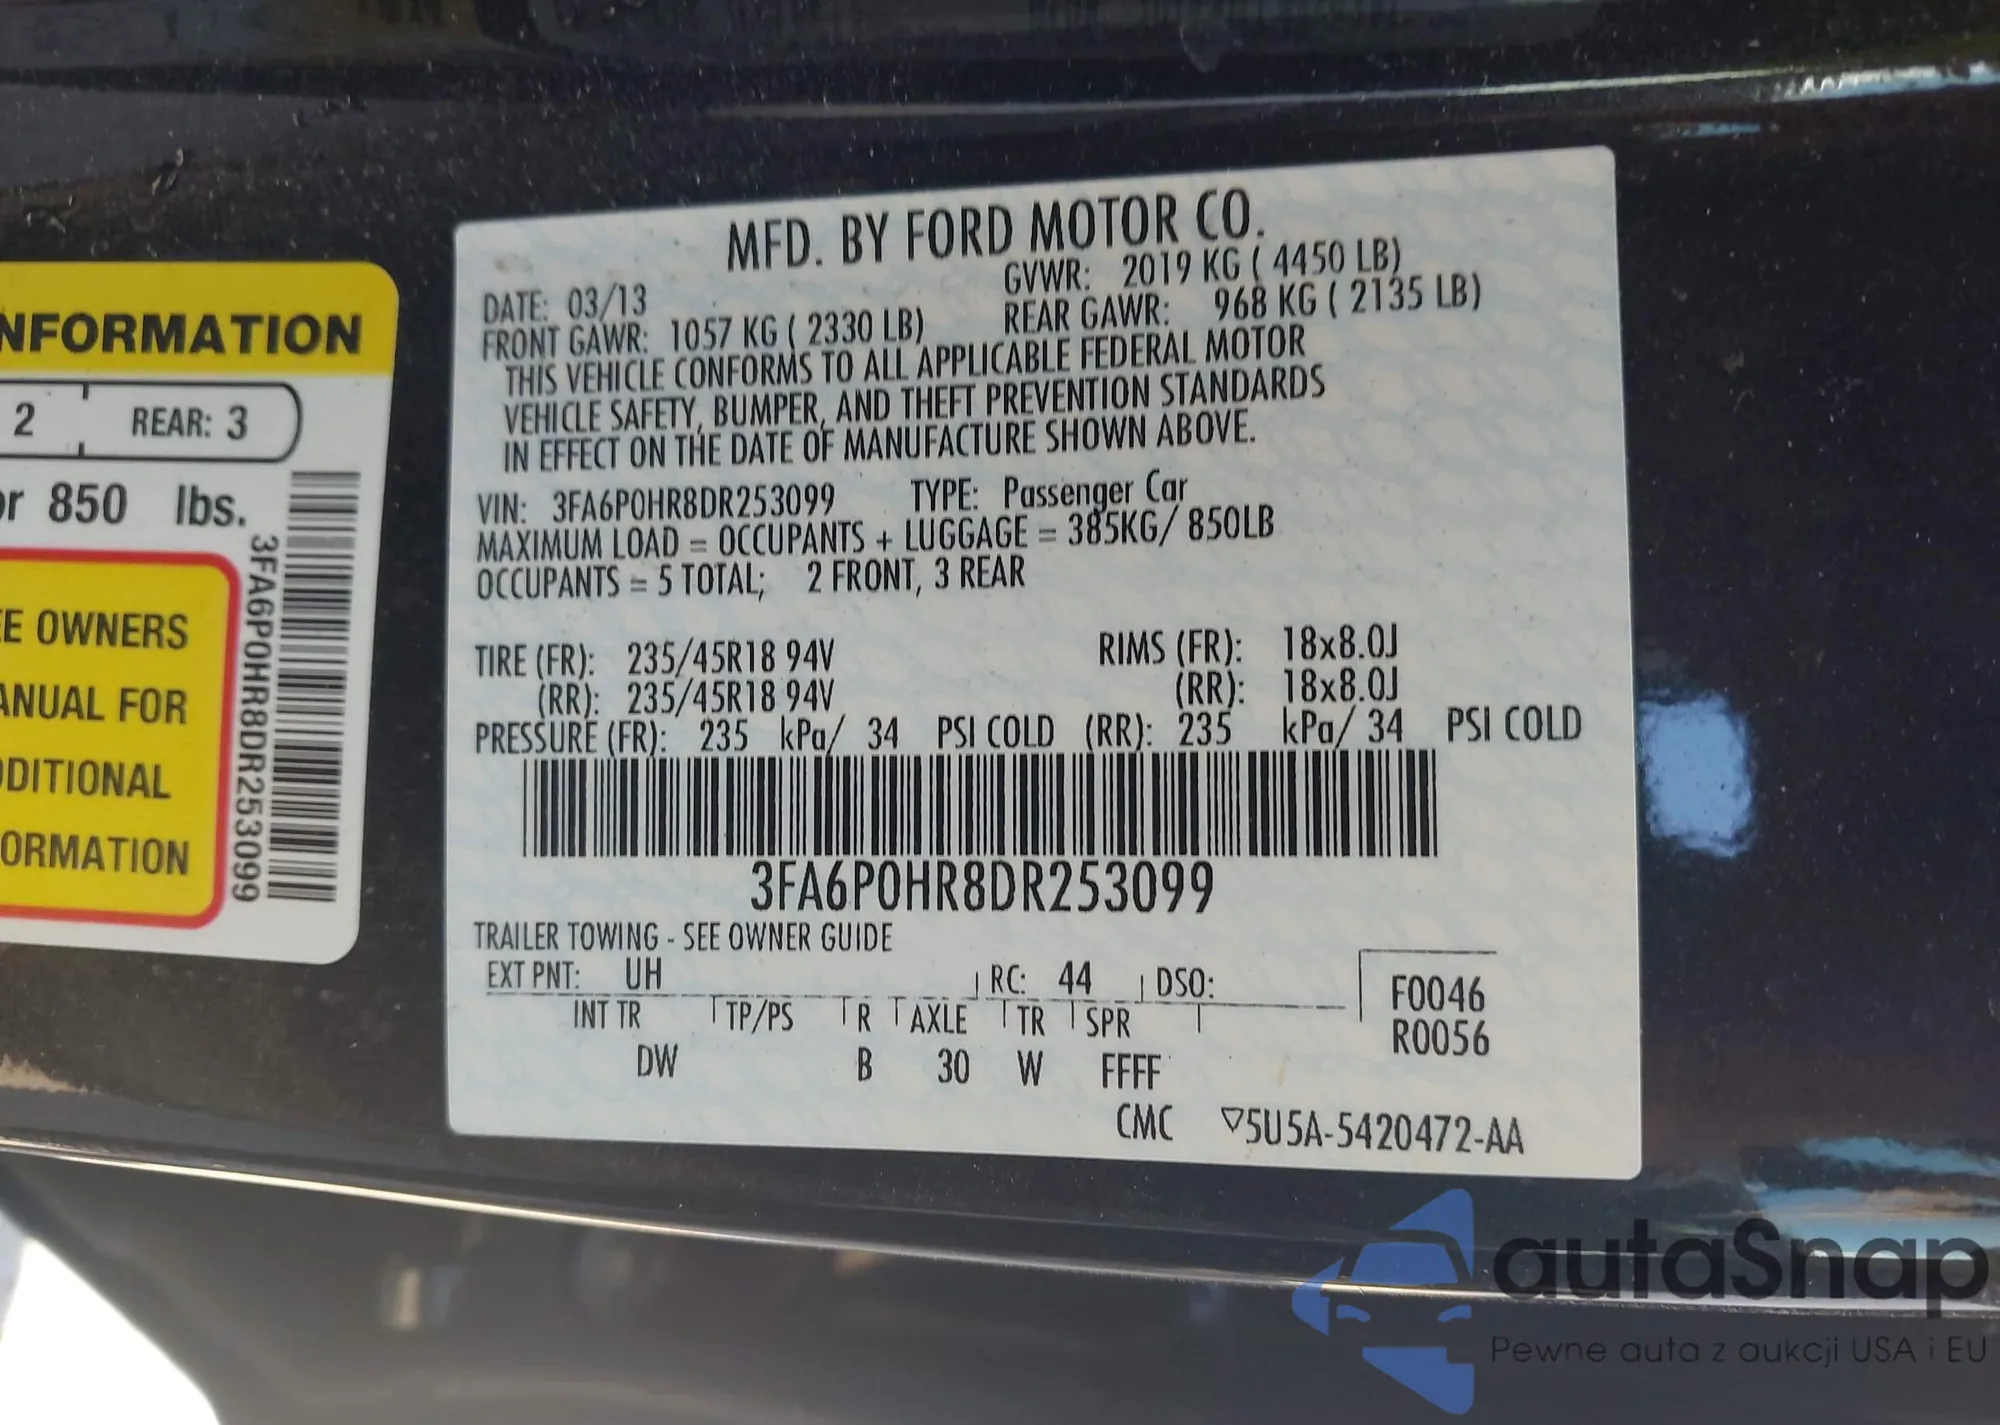 NFORMATION
2 REAR: 3
or 850 lbs.
OWNERS
ANUAL FOR
DDITIONAL
ORMATION
3FA6P0HR8DR253099
MFD. BY FORD MOTOR CO.
DATE: 03/13 GVWR: 2019 KG ( 4450 LB)
FRONT GAWR: 1057 KG ( 2330 LB) REAR GAWR: 968 KG ( 2135 LB)
THIS VEHICLE CONFORMS TO ALL APPLICABLE FEDERAL MOTOR
VEHICLE SAFETY, BUMPER, AND THEFT PREVENTION STANDARDS
IN EFFECT ON THE DATE OF MANUFACTURE SHOWN ABOVE.
VIN: 3FA6P0HR8DR253099 TYPE: Passenger Car
MAXIMUM LOAD = OCCUPANTS + LUGGAGE = 385KG/ 850LB
OCCUPANTS = 5 TOTAL; 2 FRONT, 3 REAR
TIRE (FR): 235/45R18 94V RIMS (FR): 18x8.0J
(RR): 235/45R18 94V (RR): 18x8.0J
PRESSURE (FR): 235 kPa/ 34 PSI COLD (RR): 235 kPa/ 34 PSI COLD
3FA6P0HR8DR253099
TRAILER TOWING - SEE OWNER GUIDE
EXT PNT: UH RC: 44 DSO:
INT TR TP/PS R AXLE TR SPR
DW B 30 W FFFF
F0046
R0056
CMC ▽5U5A-5420472-AA
autaSnap
Pewne auta z aukcji USA i EU